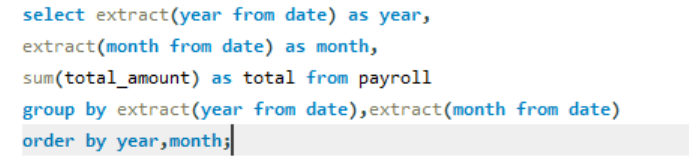 select extract(year from date) as year,
extract(month from date) as month,
sum(total_amount) as total from payroll
group by extract(year from date),extract(month from date)
order by year,month;